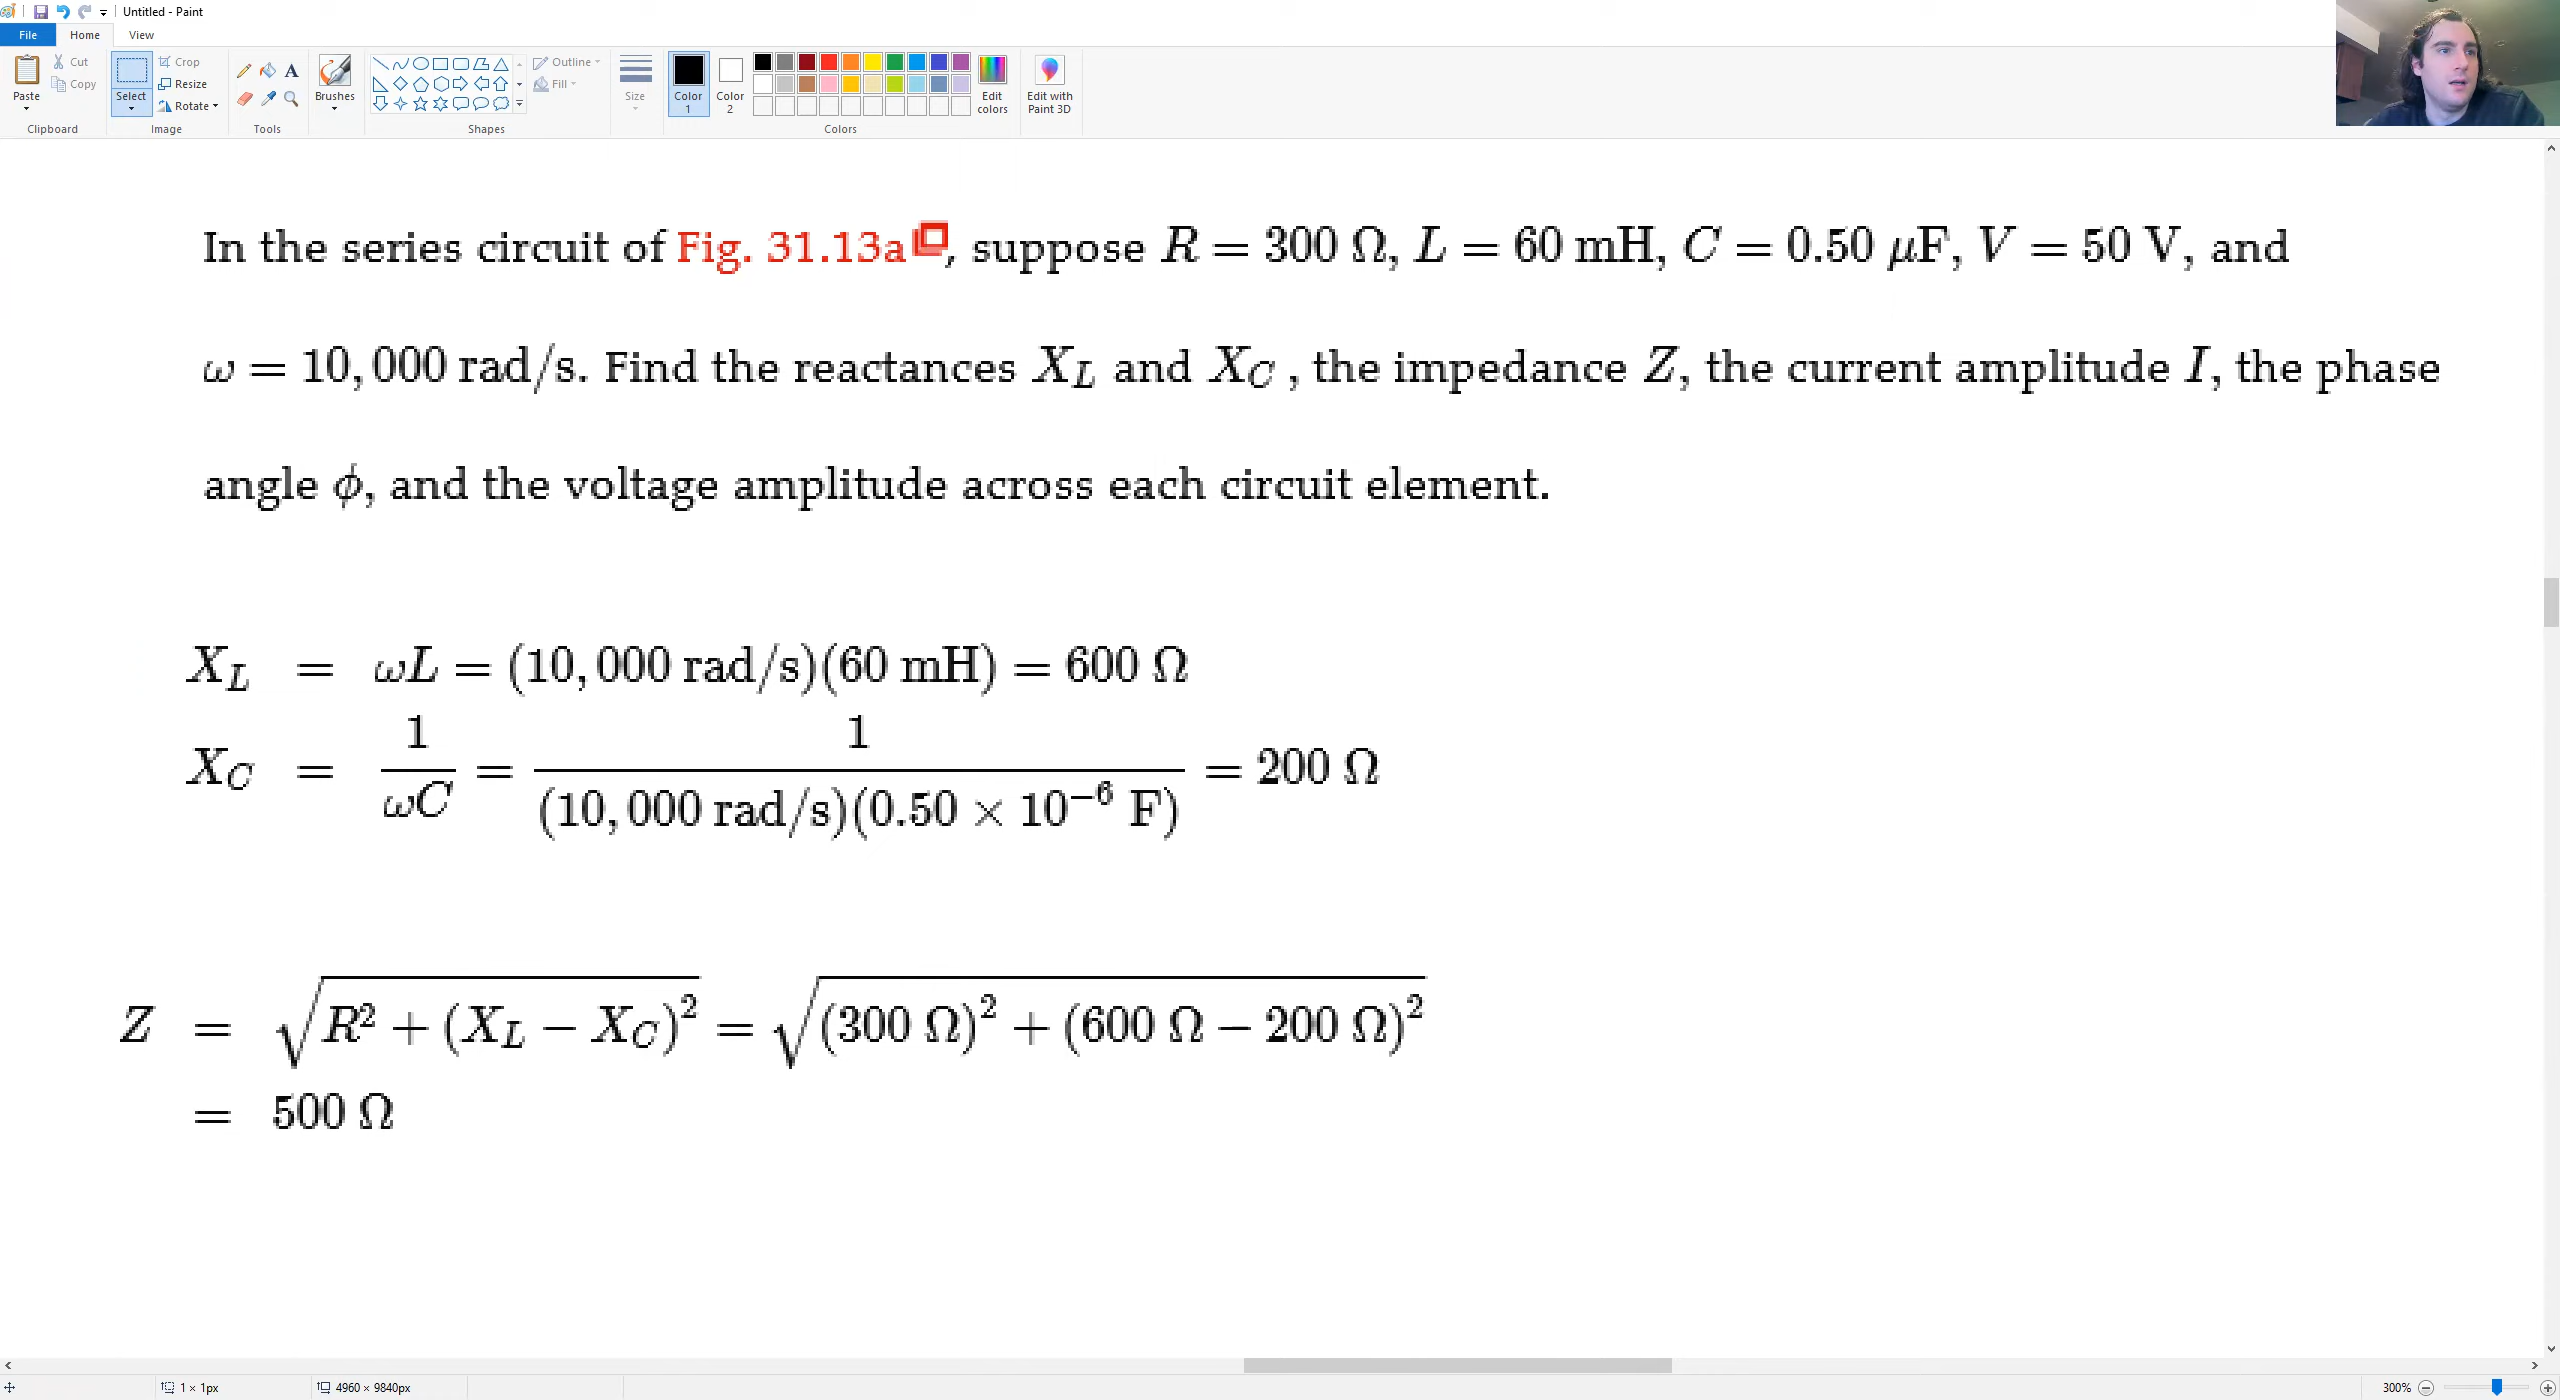 Untitled - Paint
File Home View
Paste Cut Copy Clipboard
Select Crop Resize Rotate Image
Tools
Brushes
Shapes Outline Fill
Size
Color 1 Color 2 Colors
Edit colors
Edit with Paint 3D
In the series circuit of Fig. 31.13a, suppose R = 300 Ω, L = 60 mH, C = 0.50 μF, V = 50 V, and
ω = 10,000 rad/s. Find the reactances X_L and X_C , the impedance Z, the current amplitude I, the phase
angle ϕ, and the voltage amplitude across each circuit element.
X_L = ωL = (10,000 rad/s)(60 mH) = 600 Ω
X_C = 1/(ωC) = 1/((10,000 rad/s)(0.50 × 10^−6 F)) = 200 Ω
Z = √(R² + (X_L − X_C)²) = √((300 Ω)² + (600 Ω − 200 Ω)²)
= 500 Ω
1 × 1px 4960 × 9840px 300%